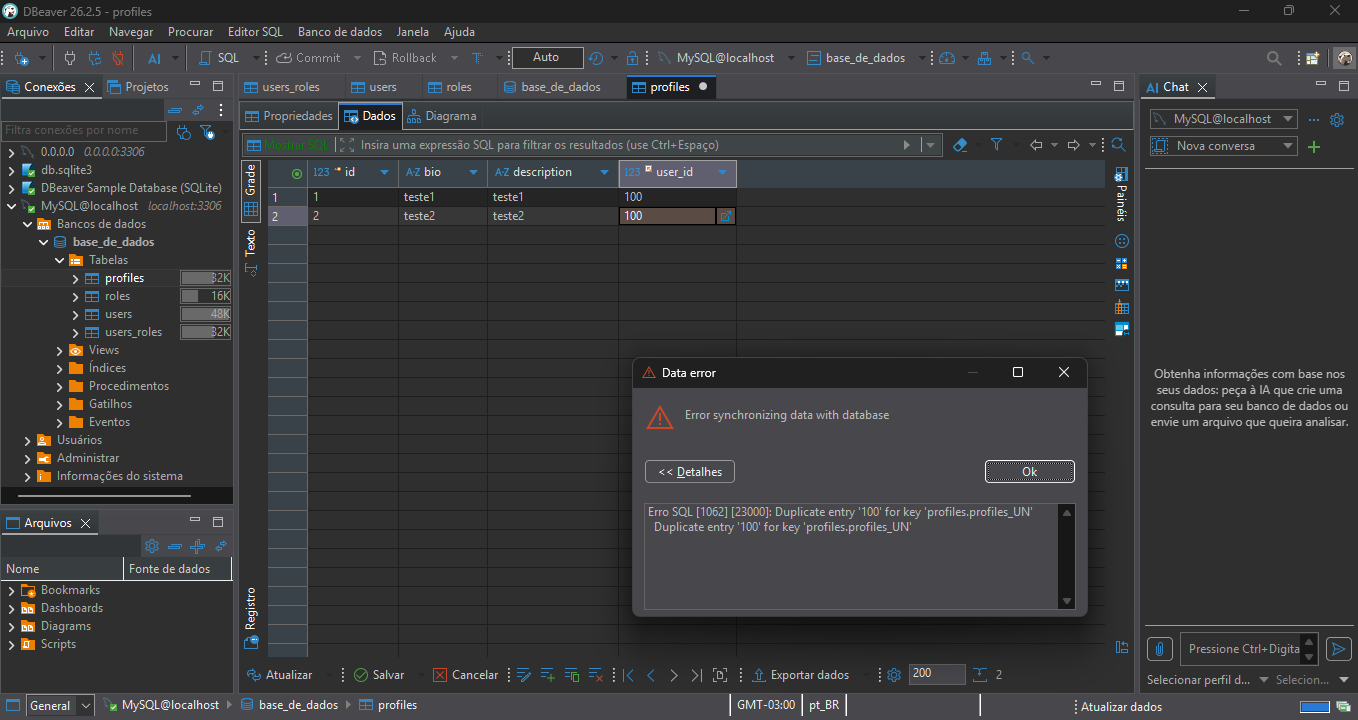 DBeaver 26.2.5 - profiles
Arquivo Editar Navegar Procurar Editor SQL Banco de dados Janela Ajuda
AI SQL Commit Rollback T Auto MySQL@localhost base_de_dados
Conexões Projetos
users_roles users roles base_de_dados profiles
AI Chat
Propriedades Dados Diagrama
MySQL@localhost
Filtra conexões por nome
Mostrar SQL Insira uma expressão SQL para filtrar os resultados (use Ctrl+Espaço)
Nova conversa
0.0.0.0 0.0.0.0:3306
db.sqlite3
DBeaver Sample Database (SQLite)
MySQL@localhost localhost:3306
Bancos de dados
base_de_dados
Tabelas
profiles 32K
roles 16K
users 48K
users_roles 32K
Views
Índices
Procedimentos
Gatilhos
Eventos
Usuários
Administrar
Informações do sistema
Grade
Texto
Registro
123 id A-Z bio A-Z description 123 user_id
1 1 teste1 teste1 100
2 2 teste2 teste2 100
Painéis
Data error
Error synchronizing data with database
<< Detalhes
Ok
Erro SQL [1062] [23000]: Duplicate entry '100' for key 'profiles.profiles_UN'
Duplicate entry '100' for key 'profiles.profiles_UN'
Obtenha informações com base nos
seus dados: peça à IA que crie uma
consulta para seu banco de dados ou
envie um arquivo que queira analisar.
Arquivos
Nome Fonte de dados
Bookmarks
Dashboards
Diagrams
Scripts
Atualizar Salvar Cancelar Exportar dados 200 2
Pressione Ctrl+Digita
Selecionar perfil d... Selecion...
General MySQL@localhost base_de_dados profiles
GMT-03:00 pt_BR
Atualizar dados